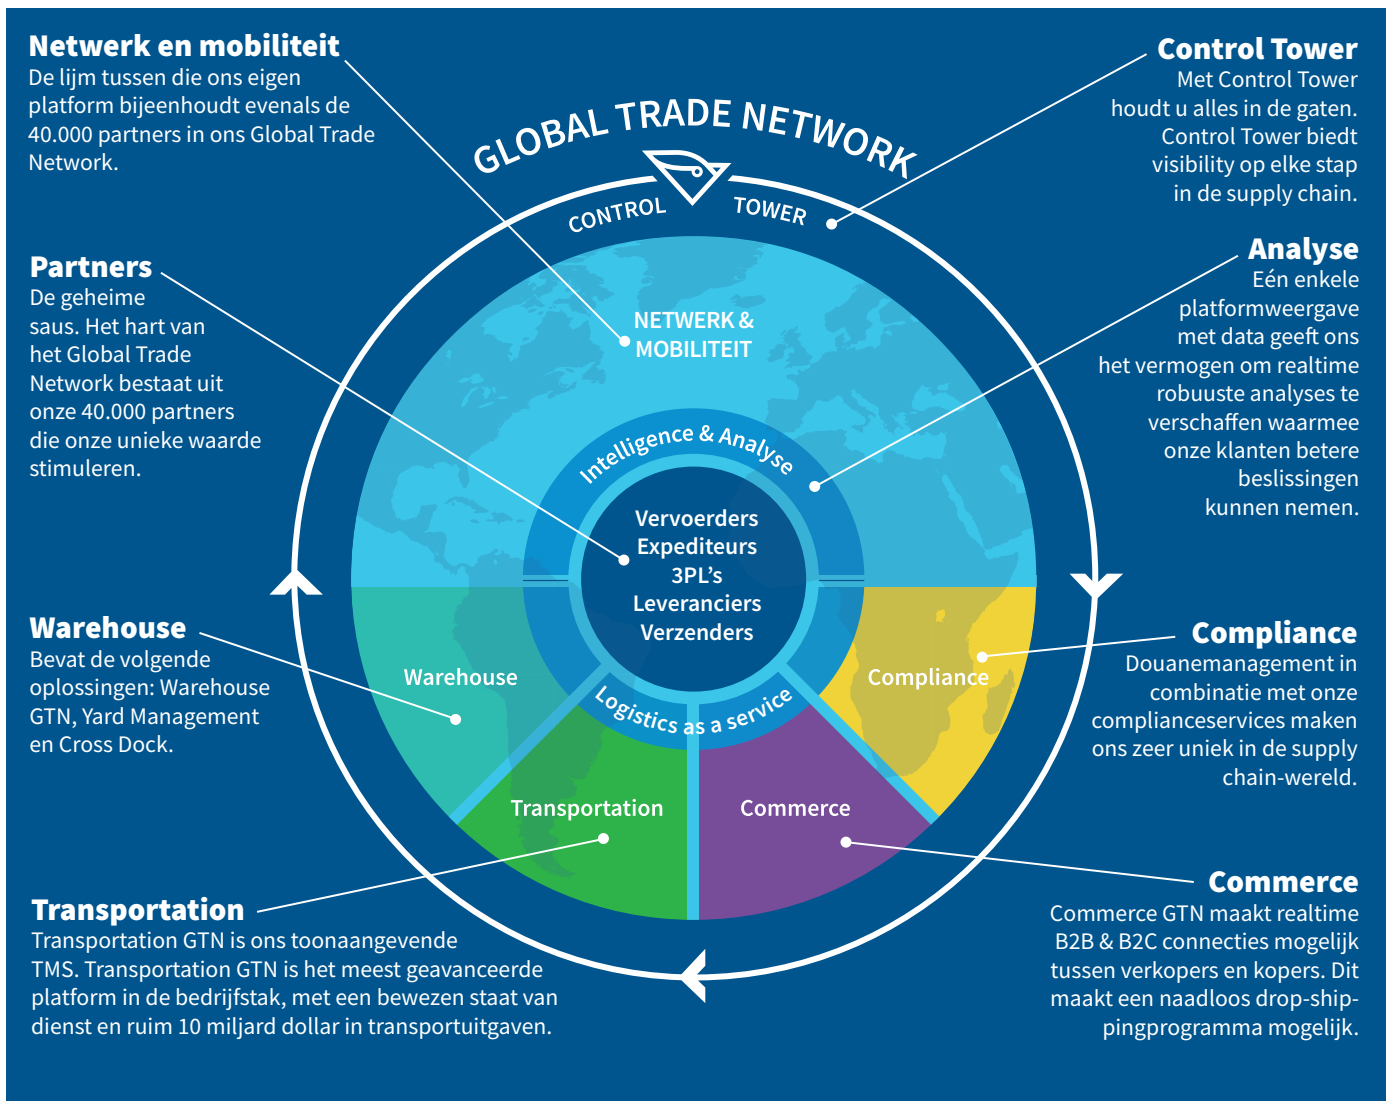 Netwerk en mobiliteit
De lijm tussen die ons eigen
platform bijeenhoudt evenals de
40.000 partners in ons Global Trade
Network.
Control Tower
Met Control Tower
houdt u alles in de gaten.
Control Tower biedt
visibility op elke stap
in de supply chain.
GLOBAL TRADE NETWORK
CONTROL TOWER
Partners
De geheime
saus. Het hart van
het Global Trade
Network bestaat uit
onze 40.000 partners
die onze unieke waarde
stimuleren.
Analyse
Eén enkele
platformweergave
met data geeft ons
het vermogen om realtime
robuuste analyses te
verschaffen waarmee
onze klanten betere
beslissingen
kunnen nemen.
NETWERK &
MOBILITEIT
Intelligence & Analyse
Vervoerders
Expediteurs
3PL’s
Leveranciers
Verzenders
Logistics as a service
Warehouse
Compliance
Transportation
Commerce
Warehouse
Bevat de volgende
oplossingen: Warehouse
GTN, Yard Management
en Cross Dock.
Compliance
Douanemanagement in
combinatie met onze
complianceservices maken
ons zeer uniek in de supply
chain-wereld.
Transportation
Transportation GTN is ons toonaangevende
TMS. Transportation GTN is het meest geavanceerde
platform in de bedrijfstak, met een bewezen staat van
dienst en ruim 10 miljard dollar in transportuitgaven.
Commerce
Commerce GTN maakt realtime
B2B & B2C connecties mogelijk
tussen verkopers en kopers. Dit
maakt een naadloos drop-ship-
pingprogramma mogelijk.